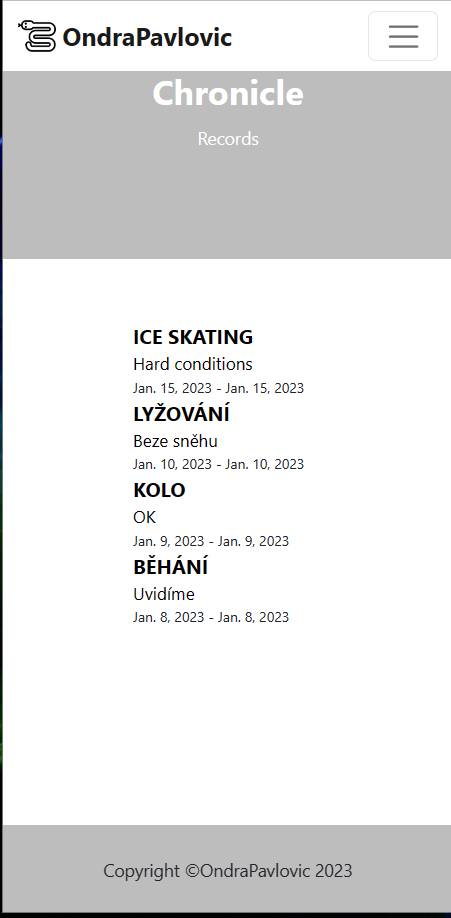 OndraPavlovic
Chronicle
Records
ICE SKATING
Hard conditions
Jan. 15, 2023 - Jan. 15, 2023
LYŽOVÁNÍ
Beze sněhu
Jan. 10, 2023 - Jan. 10, 2023
KOLO
OK
Jan. 9, 2023 - Jan. 9, 2023
BĚHÁNÍ
Uvidíme
Jan. 8, 2023 - Jan. 8, 2023
Copyright ©OndraPavlovic 2023